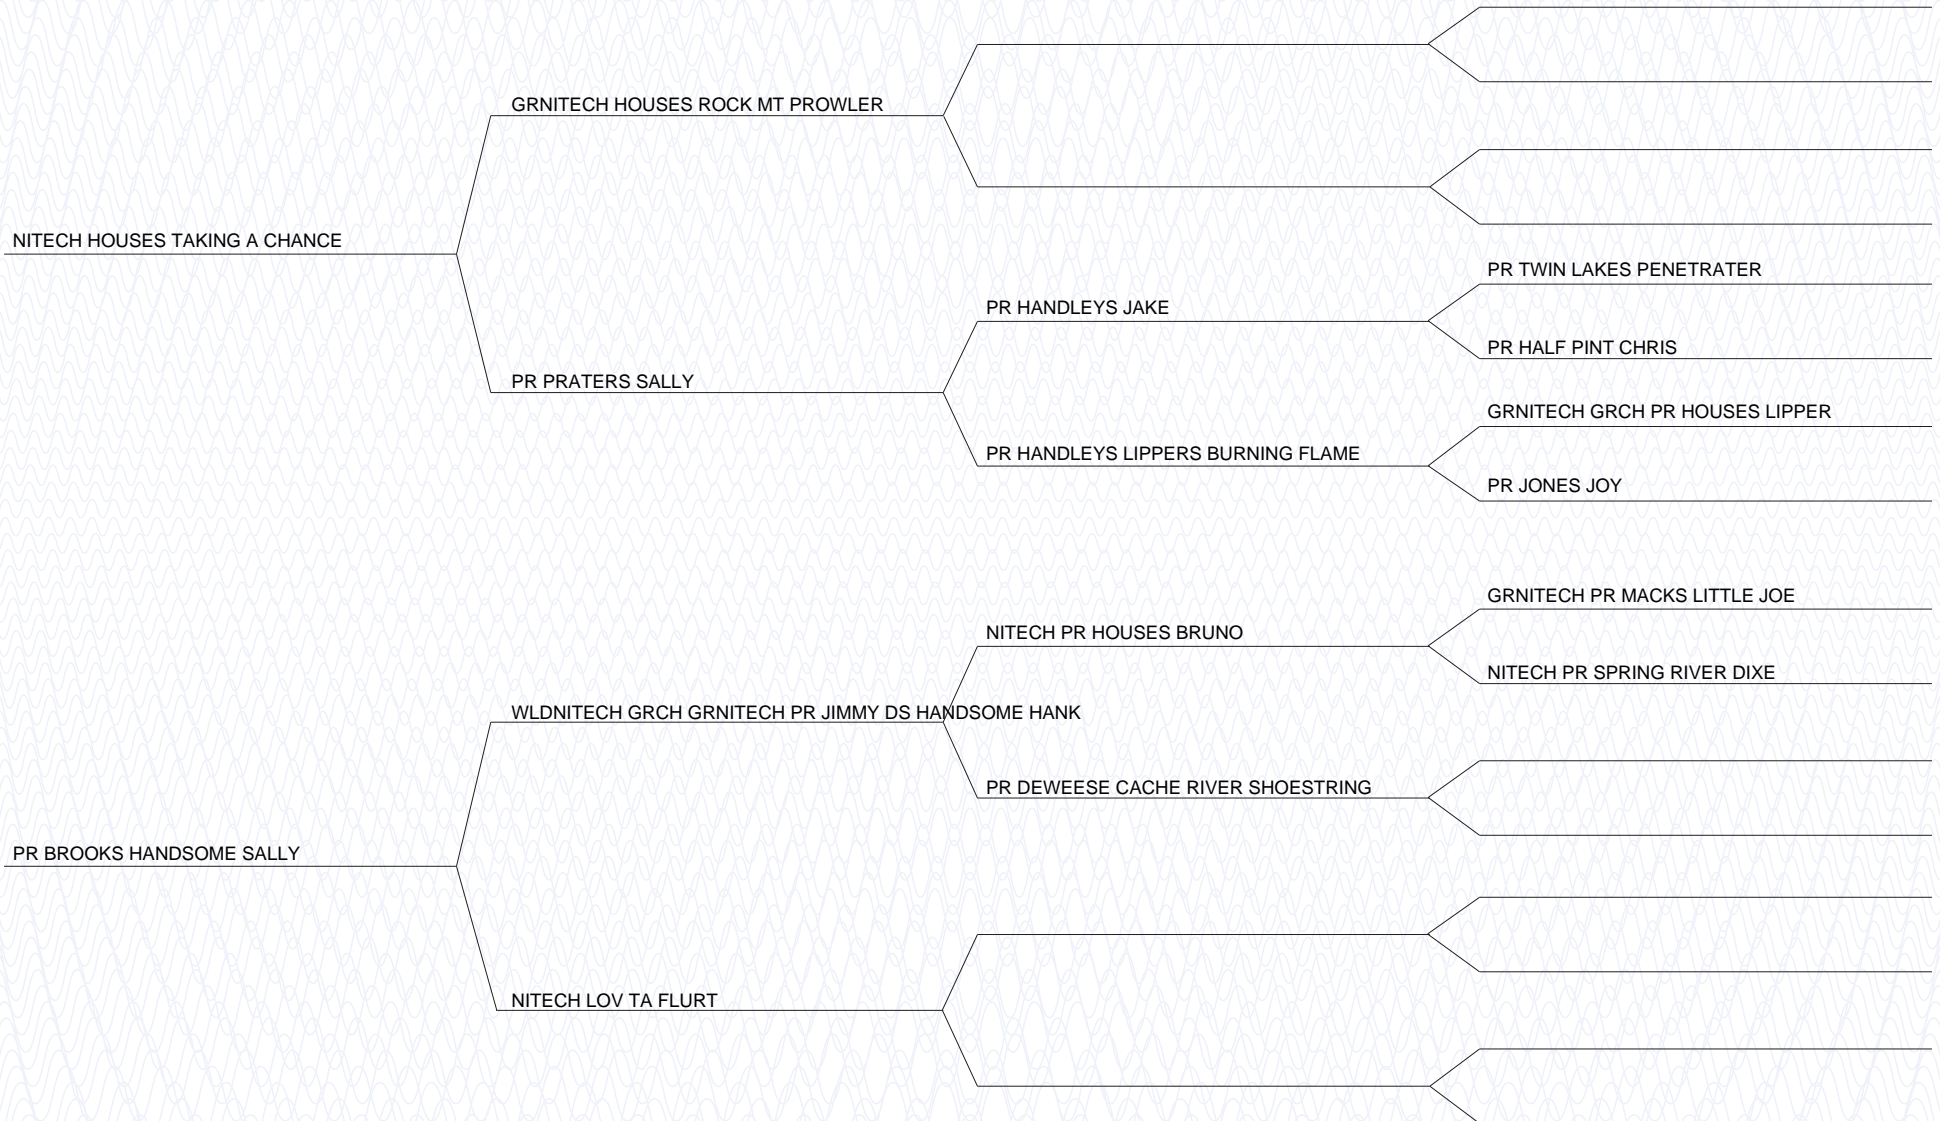 GRNITECH HOUSES ROCK MT PROWLER
NITECH HOUSES TAKING A CHANCE
PR TWIN LAKES PENETRATER
PR HANDLEYS JAKE
PR HALF PINT CHRIS
PR PRATERS SALLY
GRNITECH GRCH PR HOUSES LIPPER
PR HANDLEYS LIPPERS BURNING FLAME
PR JONES JOY
GRNITECH PR MACKS LITTLE JOE
NITECH PR HOUSES BRUNO
NITECH PR SPRING RIVER DIXE
WLDNITECH GRCH GRNITECH PR JIMMY DS HANDSOME HANK
PR DEWEESE CACHE RIVER SHOESTRING
PR BROOKS HANDSOME SALLY
NITECH LOV TA FLURT